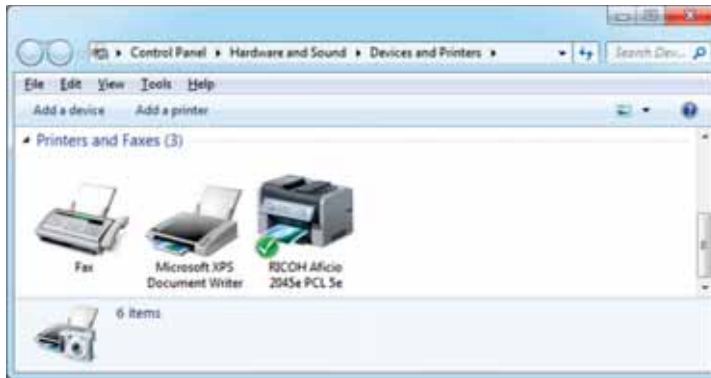 Control Panel ▸ Hardware and Sound ▸ Devices and Printers ▸ Search Dev...
File Edit View Tools Help
Add a device Add a printer
Printers and Faxes (3)
Fax
Microsoft XPS
Document Writer
RICOH Aficio
2045e PCL 5e
6 items